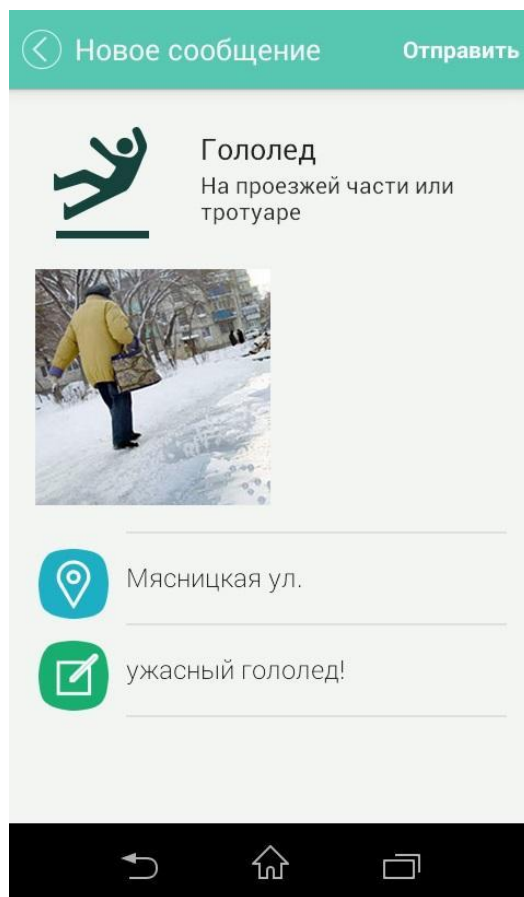 Новое сообщение Отправить
Гололед
На проезжей части или
тротуаре
Мясницкая ул.
ужасный гололед!